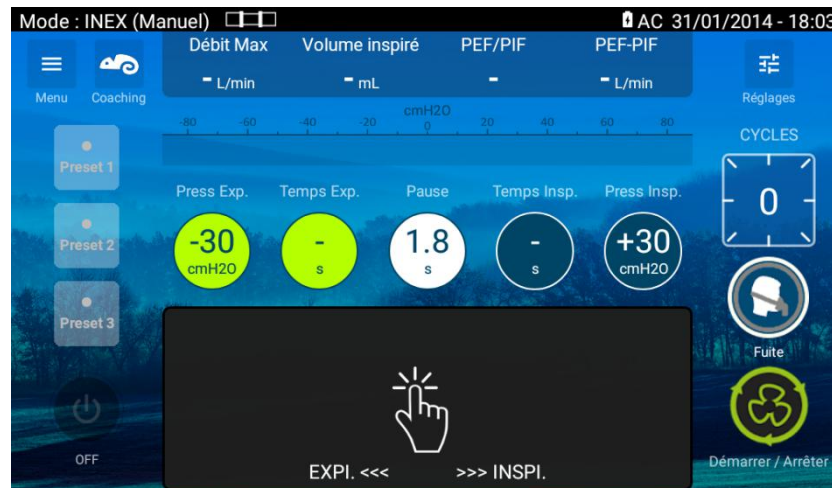 Mode : INEX (Manuel) AC 31/01/2014 - 18:03
Débit Max Volume inspiré PEF/PIF PEF-PIF
- L/min - mL - - L/min
Menu Coaching Réglages
cmH2O
-80 -60 -40 -20 0 20 40 60 80
CYCLES
Preset 1
0
Press Exp. Temps Exp. Pause Temps Insp. Press Insp.
-30 - 1.8 - +30
cmH2O s s s cmH2O
Preset 2
Preset 3
Fuite
OFF
EXPI. <<< >>> INSPI.
Démarrer / Arrêter